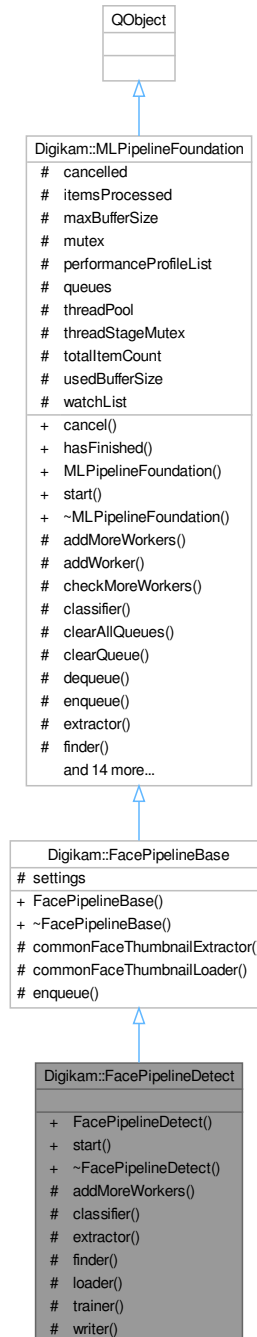 QObject
Digikam::MLPipelineFoundation
# cancelled
# itemsProcessed
# maxBufferSize
# mutex
# performanceProfileList
# queues
# threadPool
# threadStageMutex
# totalItemCount
# usedBufferSize
# watchList
+ cancel()
+ hasFinished()
+ MLPipelineFoundation()
+ start()
+ ~MLPipelineFoundation()
# addMoreWorkers()
# addWorker()
# checkMoreWorkers()
# classifier()
# clearAllQueues()
# clearQueue()
# dequeue()
# enqueue()
# extractor()
# finder()
and 14 more...
Digikam::FacePipelineBase
# settings
+ FacePipelineBase()
+ ~FacePipelineBase()
# commonFaceThumbnailExtractor()
# commonFaceThumbnailLoader()
# enqueue()
Digikam::FacePipelineDetect
+ FacePipelineDetect()
+ start()
+ ~FacePipelineDetect()
# addMoreWorkers()
# classifier()
# extractor()
# finder()
# loader()
# trainer()
# writer()